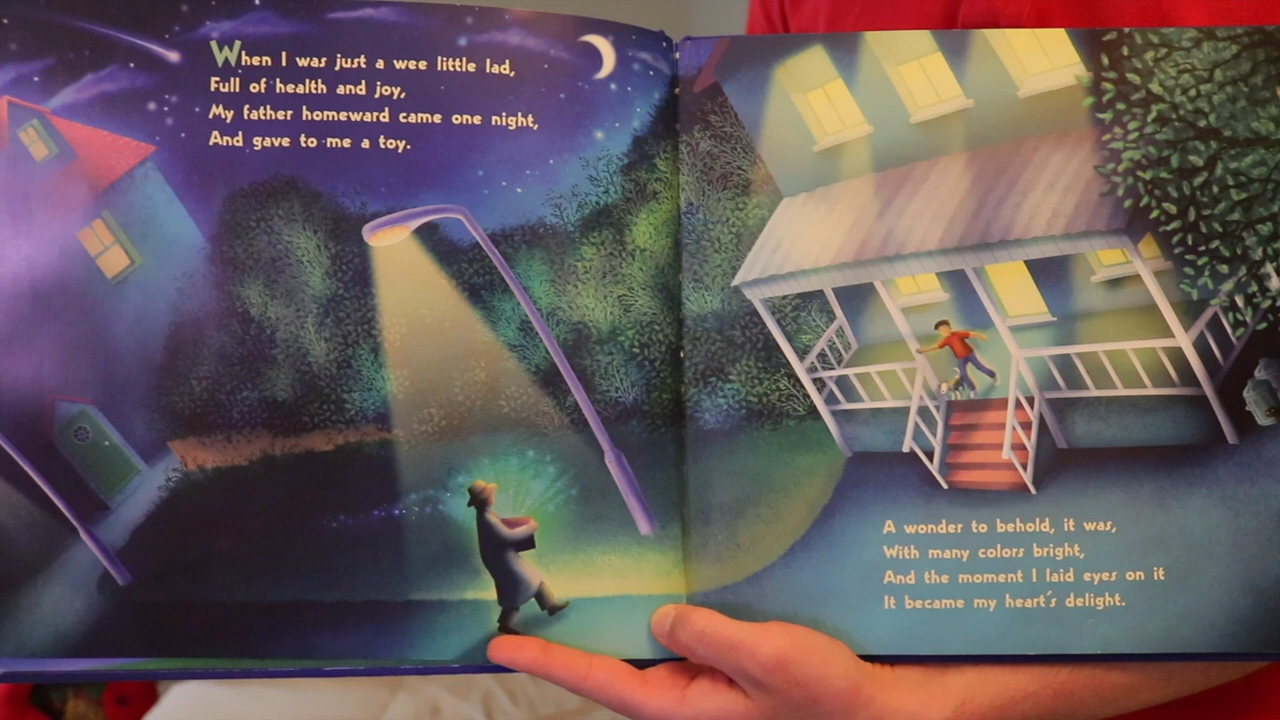 When I was just a wee little lad,
Full of health and joy,
My father homeward came one night,
And gave to me a toy.
A wonder to behold, it was,
With many colors bright,
And the moment I laid eyes on it
It became my heart's delight.